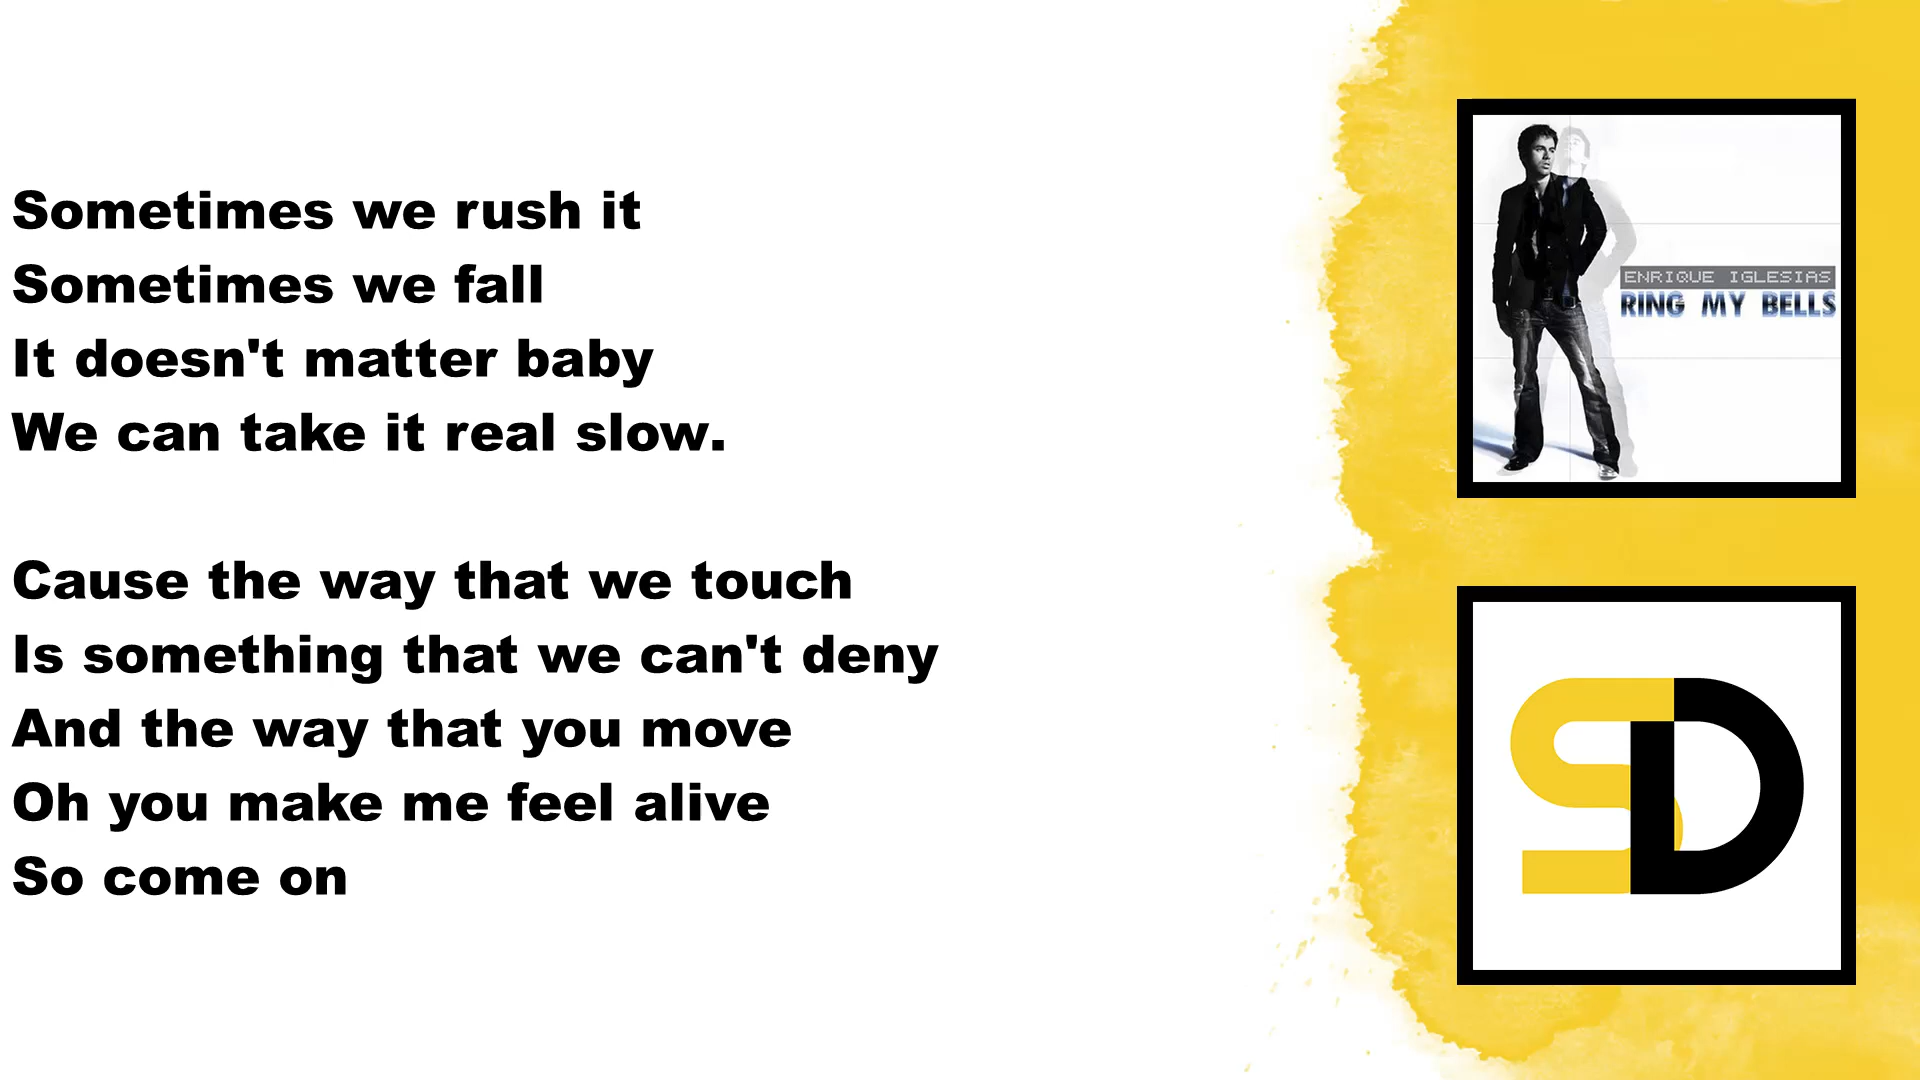 Sometimes we rush it
Sometimes we fall
It doesn't matter baby
We can take it real slow.
Cause the way that we touch
Is something that we can't deny
And the way that you move
Oh you make me feel alive
So come on
ENRIQUE IGLESIAS
RING MY BELLS
SD